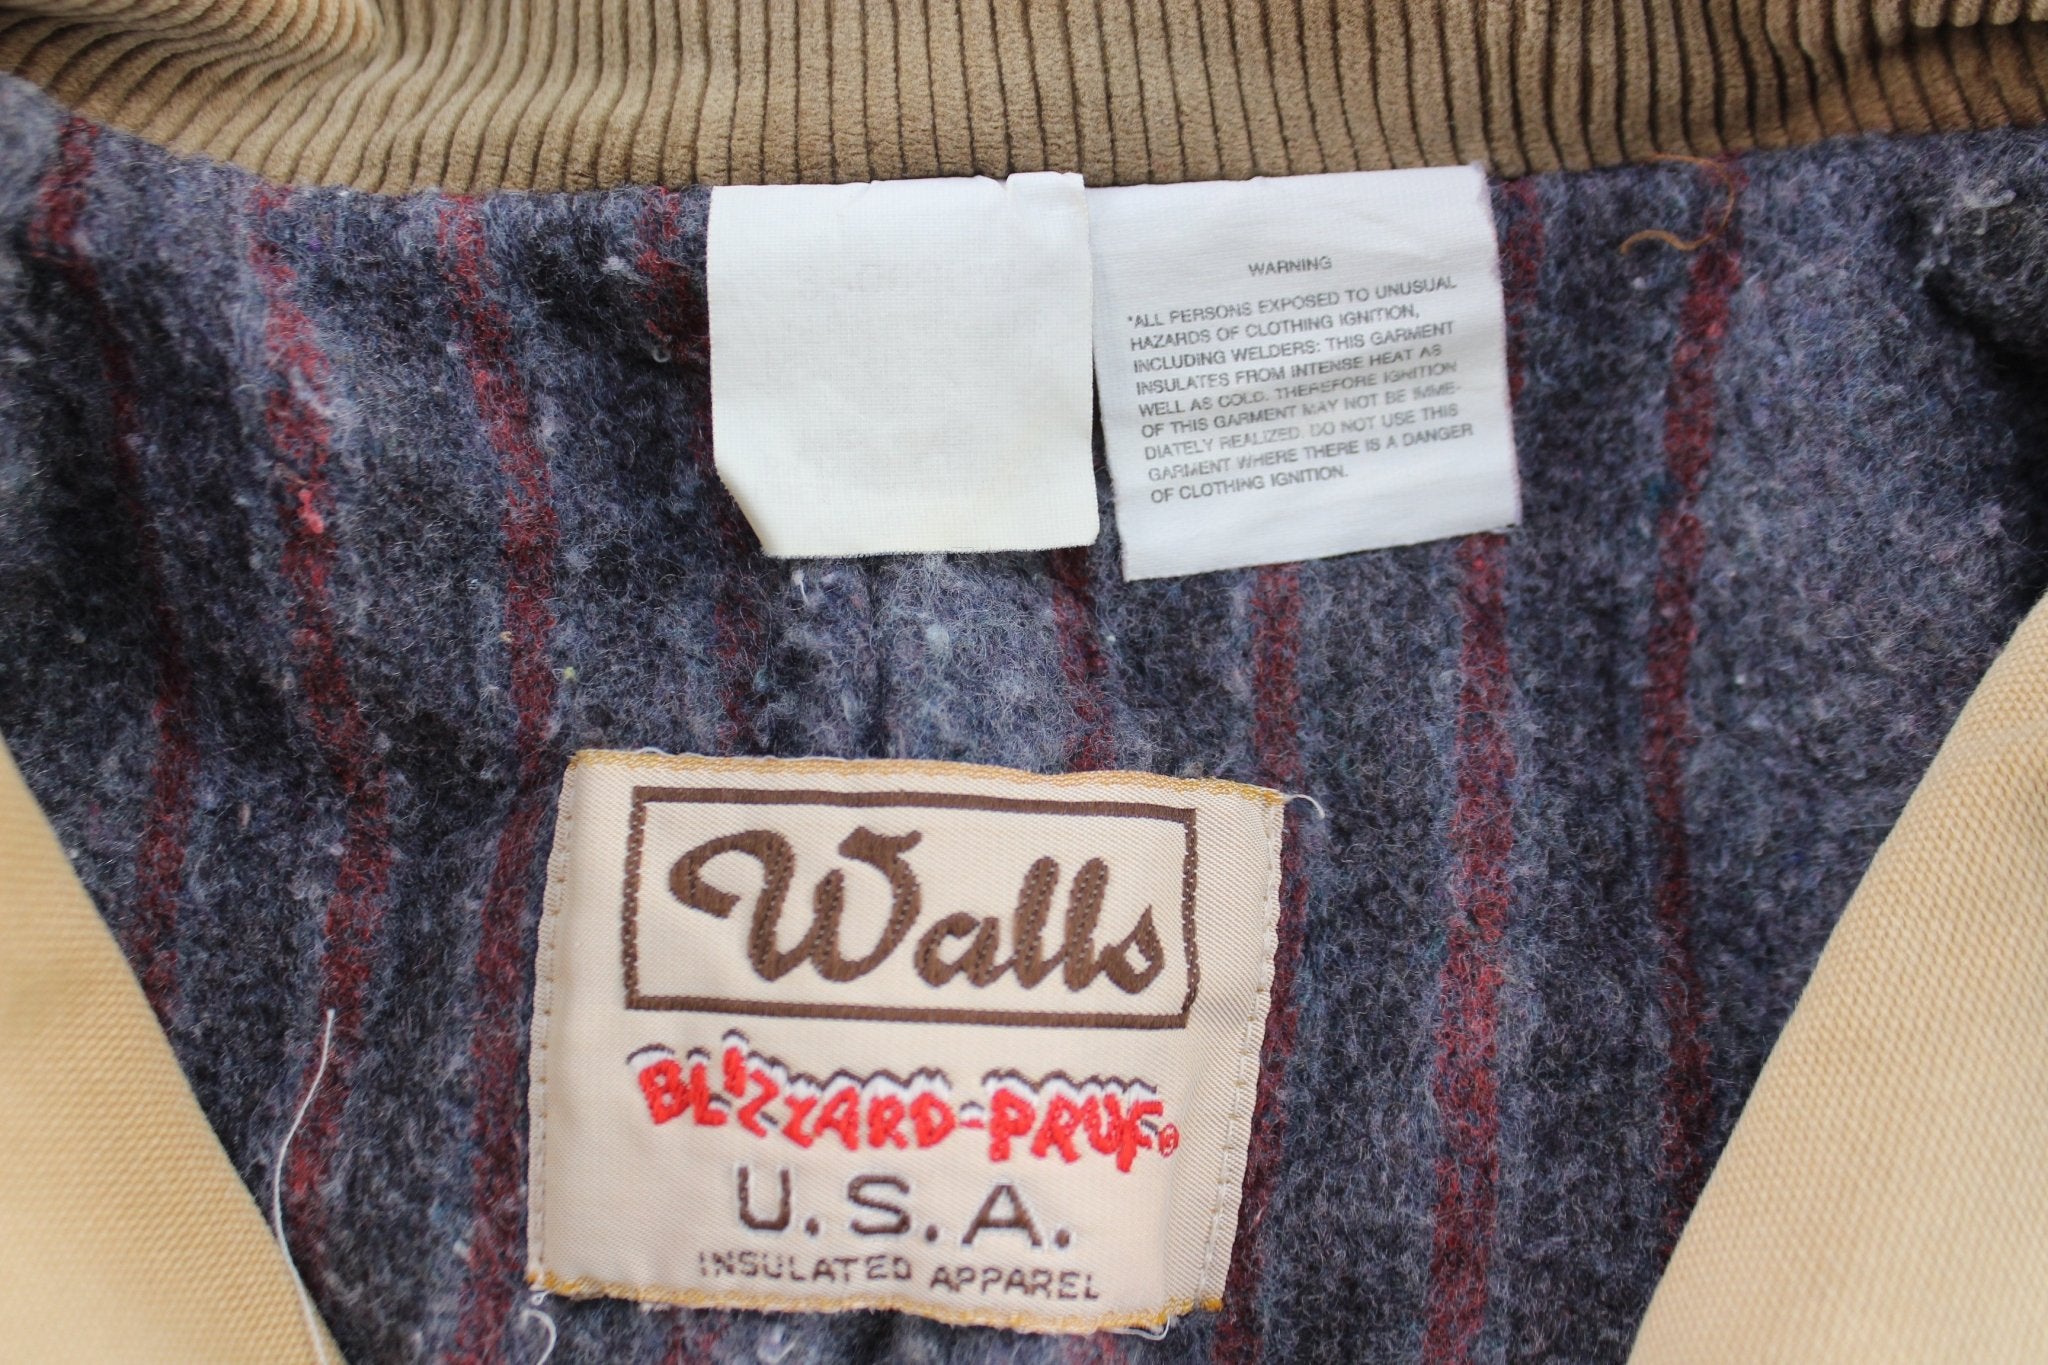 WARNING
"ALL PERSONS EXPOSED TO UNUSUAL
HAZARDS OF CLOTHING IGNITION,
INCLUDING WELDERS: THIS GARMENT
INSULATES FROM INTENSE HEAT AS
WELL AS COLD. THEREFORE IGNITION
OF THIS GARMENT MAY NOT BE IMME-
DIATELY REALIZED. DO NOT USE THIS
GARMENT WHERE THERE IS A DANGER
OF CLOTHING IGNITION.
Walls
BLIZZARD-PRUF®
U.S.A.
INSULATED APPAREL